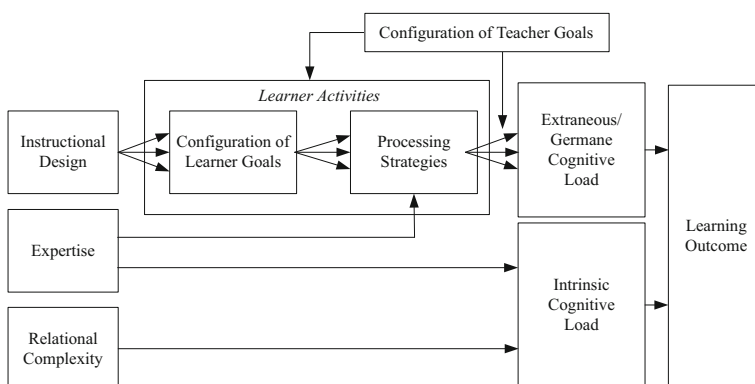 Configuration of Teacher Goals
Learner Activities
Instructional
Design
Configuration of
Learner Goals
Processing
Strategies
Extraneous/
Germane
Cognitive
Load
Expertise
Learning
Outcome
Intrinsic
Cognitive
Load
Relational
Complexity